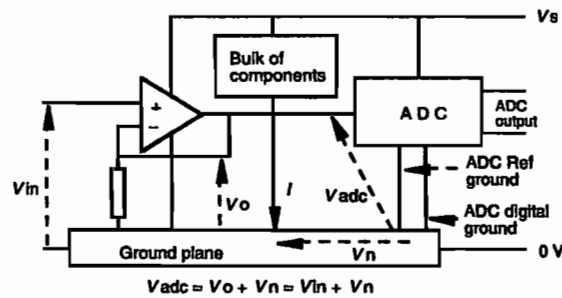 Vs
Bulk of
components
+
−
A D C
ADC
output
Vin
Vo
I
Vadc
ADC Ref
ground
ADC digital
ground
Ground plane
Vn
0 V
Vadc = Vo + Vn = Vin + Vn